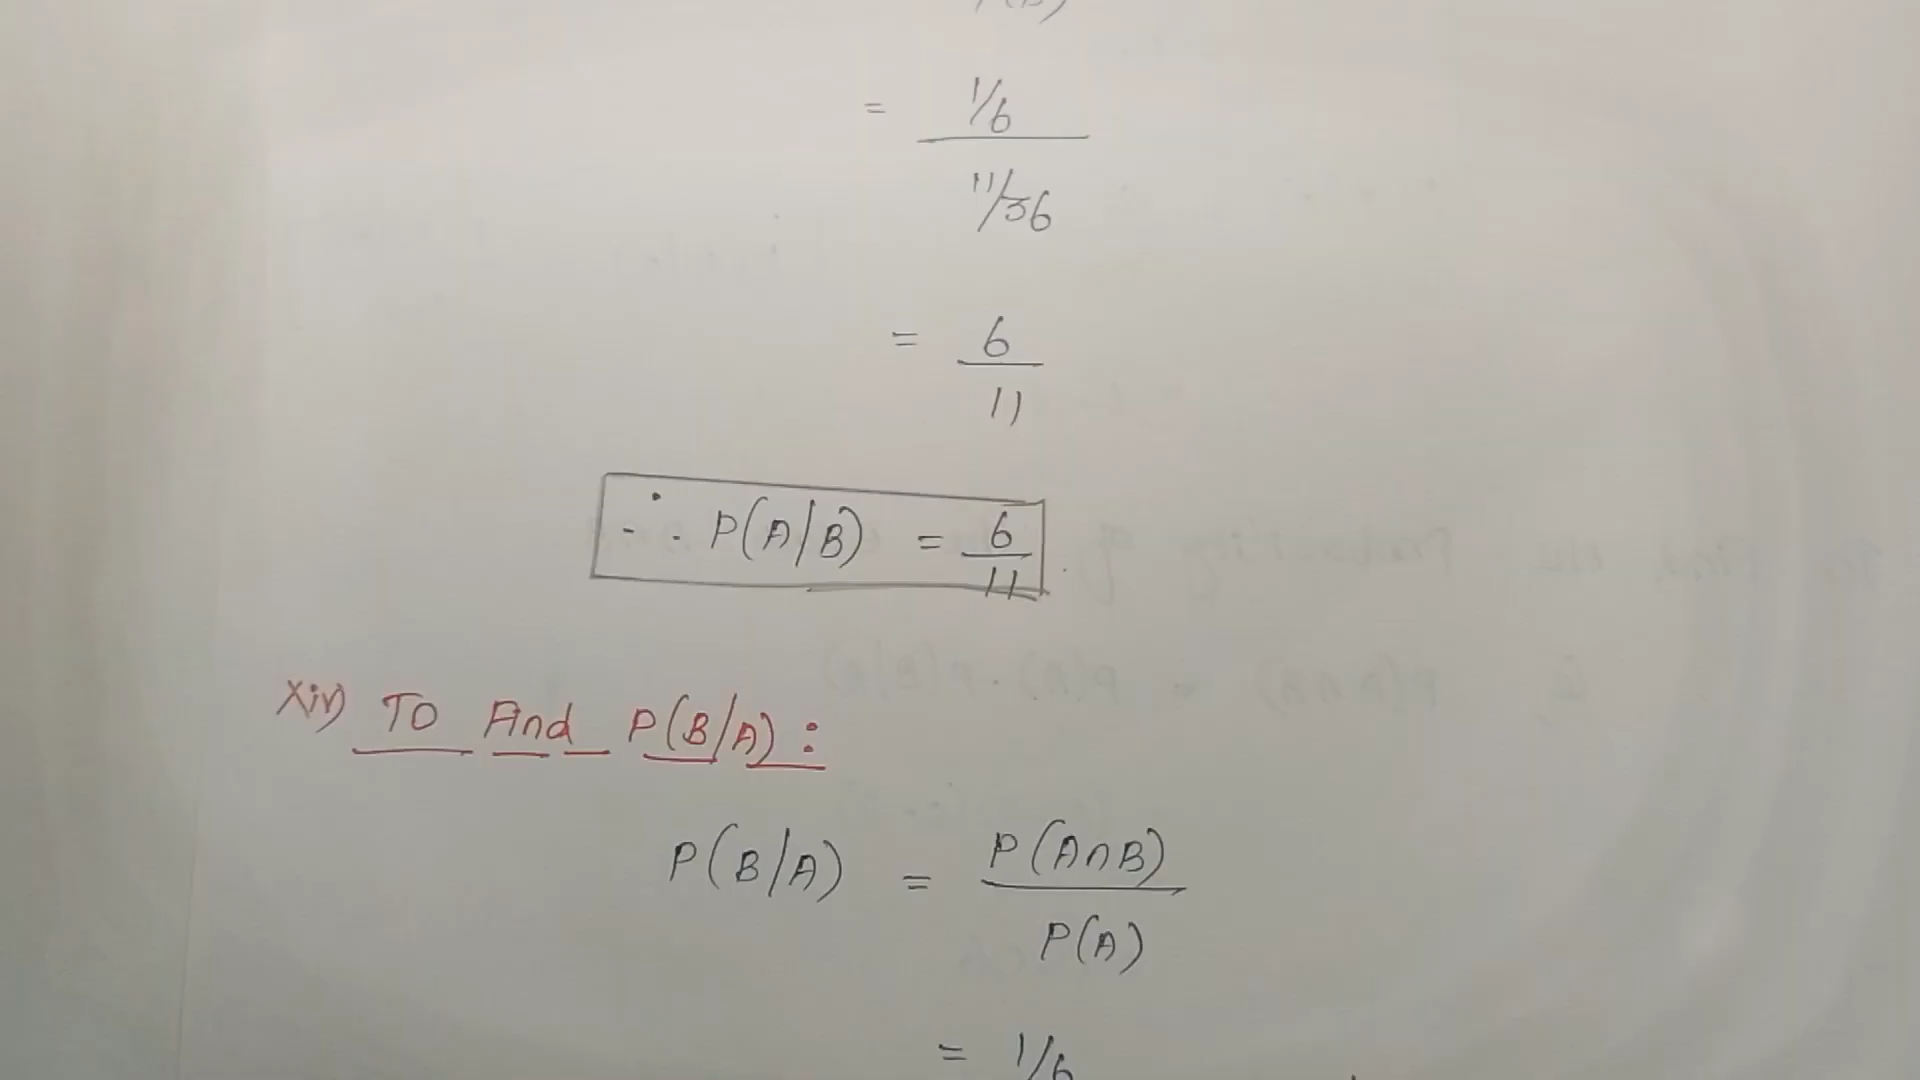 P(B)
= 1/6
11/36
= 6
11
∴ P(A/B) = 6
11
xiv) To Find P(B/A) :
P(B/A) = P(A∩B)
P(A)
= 1/6